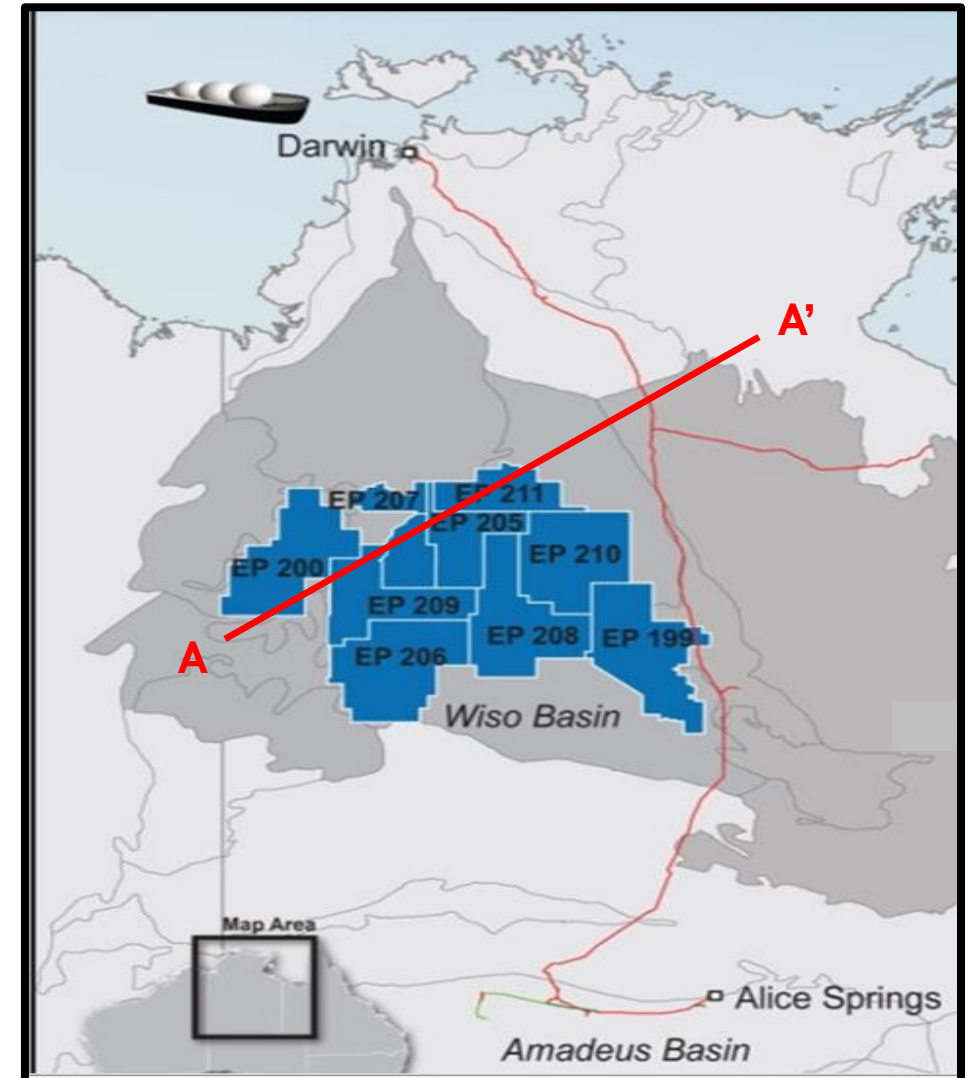 Darwin
A'
EP 207
EP 211
EP 205
EP 210
EP 200
EP 209
EP 208
EP 199
EP 206
A
Wiso Basin
Map Area
Alice Springs
Amadeus Basin